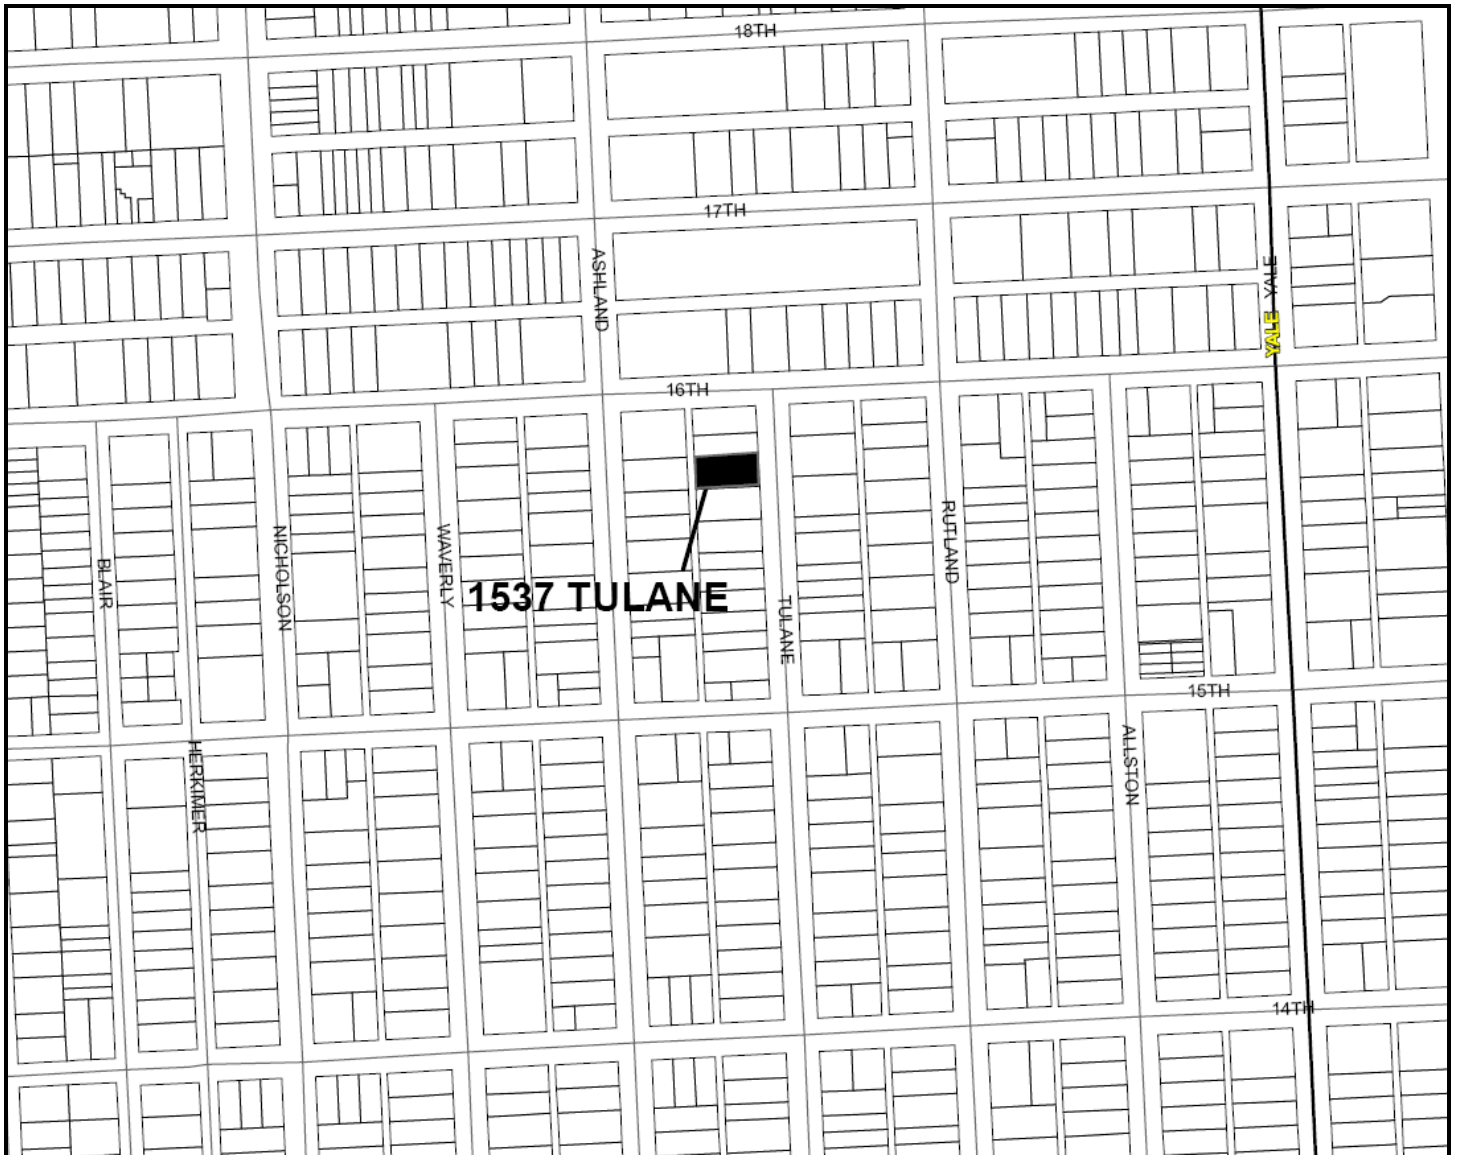 18TH
17TH
ASHLAND
YALE
YALE
16TH
RUTLAND
NICHOLSON
WAVERLY
BLAIR
1537 TULANE
TULANE
15TH
ALLSTON
HERKIMER
14TH